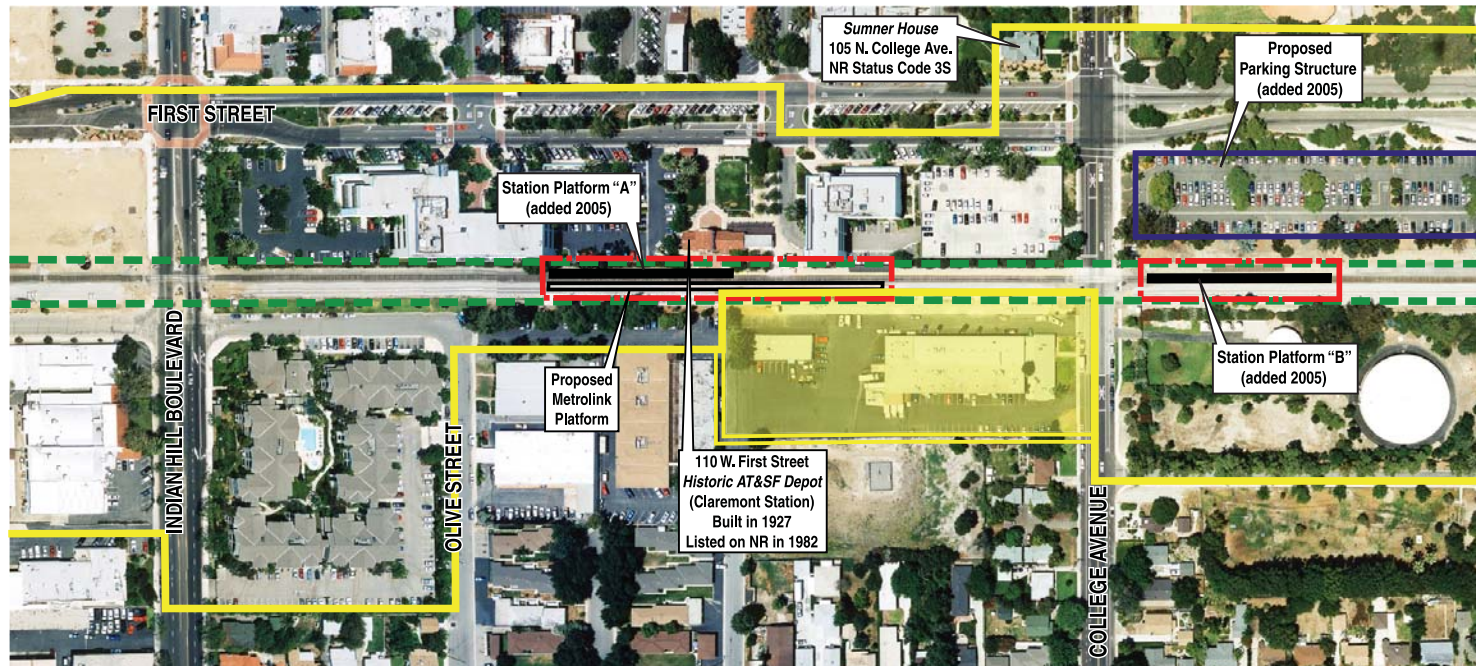 Sumner House
105 N. College Ave.
NR Status Code 3S
Proposed
Parking Structure
(added 2005)
FIRST STREET
Station Platform “A”
(added 2005)
INDIAN HILL BOULEVARD
OLIVE STREET
Proposed
Metrolink
Platform
Station Platform “B”
(added 2005)
110 W. First Street
Historic AT&SF Depot
(Claremont Station)
Built in 1927
Listed on NR in 1982
COLLEGE AVENUE